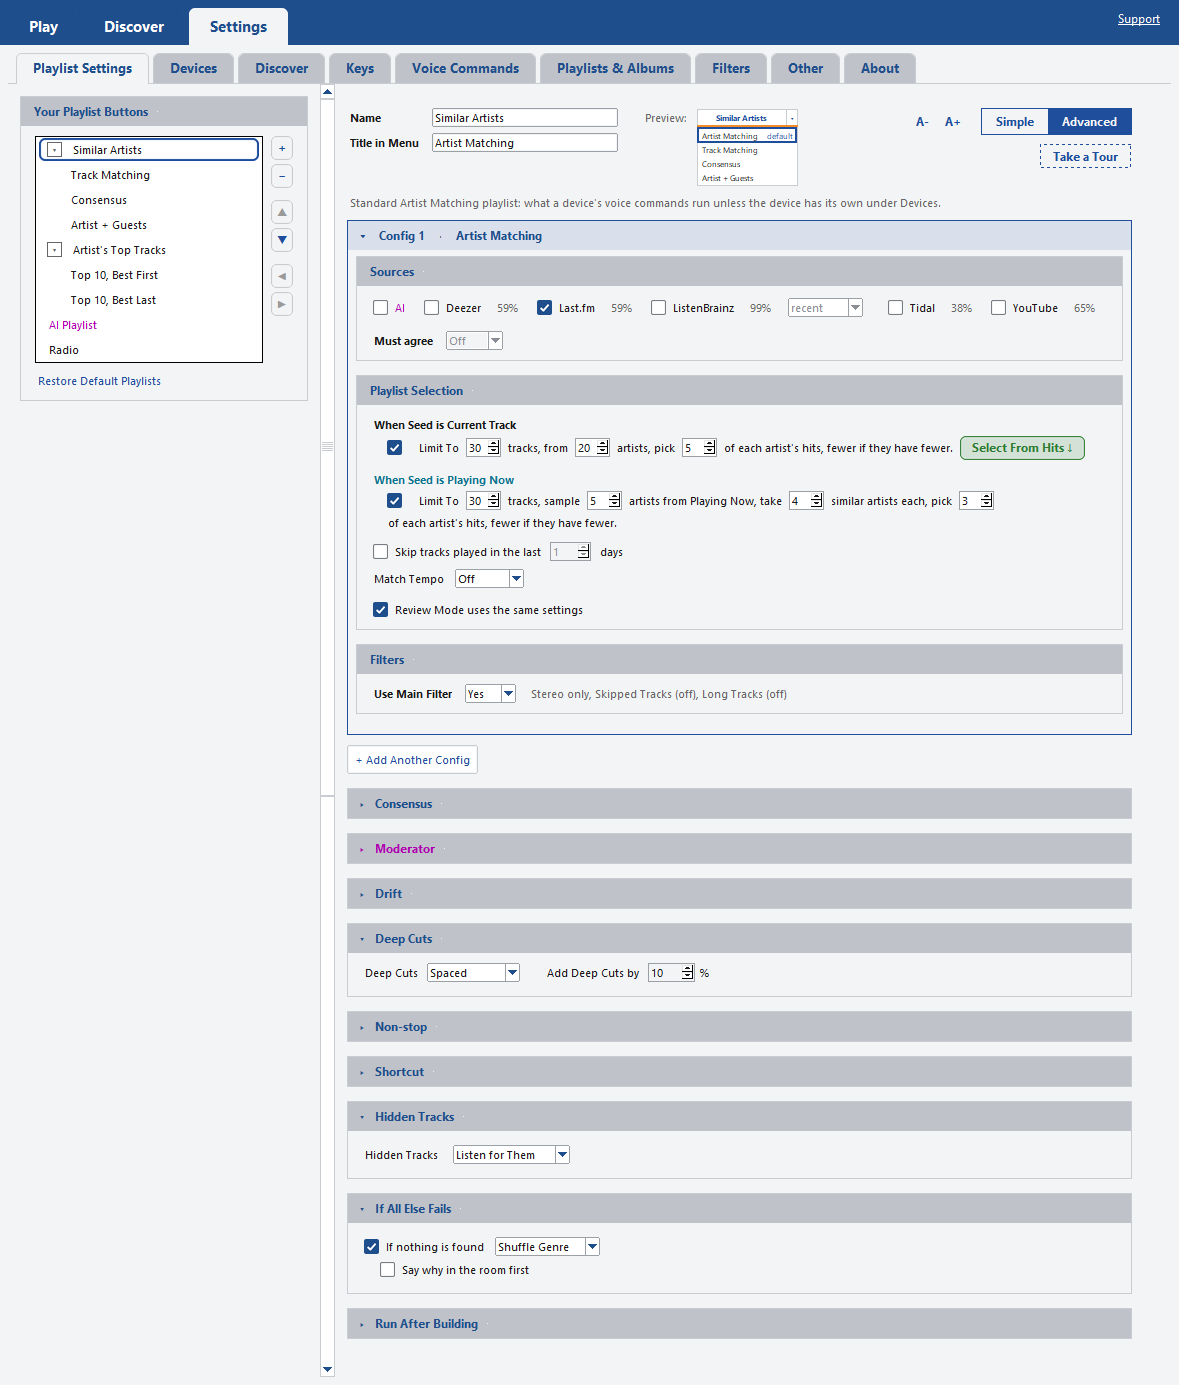 Play Discover Settings Support
Playlist Settings Devices Discover Keys Voice Commands Playlists & Albums Filters Other About
Your Playlist Buttons
Similar Artists
Track Matching
Consensus
Artist + Guests
Artist's Top Tracks
Top 10, Best First
Top 10, Best Last
AI Playlist
Radio
+
−
Restore Default Playlists
Name Similar Artists
Title in Menu Artist Matching
Preview: Similar Artists
Artist Matching default
Track Matching
Consensus
Artist + Guests
A- A+ Simple Advanced
Take a Tour
Standard Artist Matching playlist: what a device's voice commands run unless the device has its own under Devices.
Config 1 · Artist Matching
Sources
AI Deezer 59% Last.fm 59% ListenBrainz 99% recent Tidal 38% YouTube 65%
Must agree Off
Playlist Selection
When Seed is Current Track
Limit To 30 tracks, from 20 artists, pick 5 of each artist's hits, fewer if they have fewer. Select From Hits ↓
When Seed is Playing Now
Limit To 30 tracks, sample 5 artists from Playing Now, take 4 similar artists each, pick 3
of each artist's hits, fewer if they have fewer.
Skip tracks played in the last 1 days
Match Tempo Off
Review Mode uses the same settings
Filters
Use Main Filter Yes Stereo only, Skipped Tracks (off), Long Tracks (off)
+ Add Another Config
Consensus
Moderator
Drift
Deep Cuts
Deep Cuts Spaced Add Deep Cuts by 10 %
Non-stop
Shortcut
Hidden Tracks
Hidden Tracks Listen for Them
If All Else Fails
If nothing is found Shuffle Genre
Say why in the room first
Run After Building